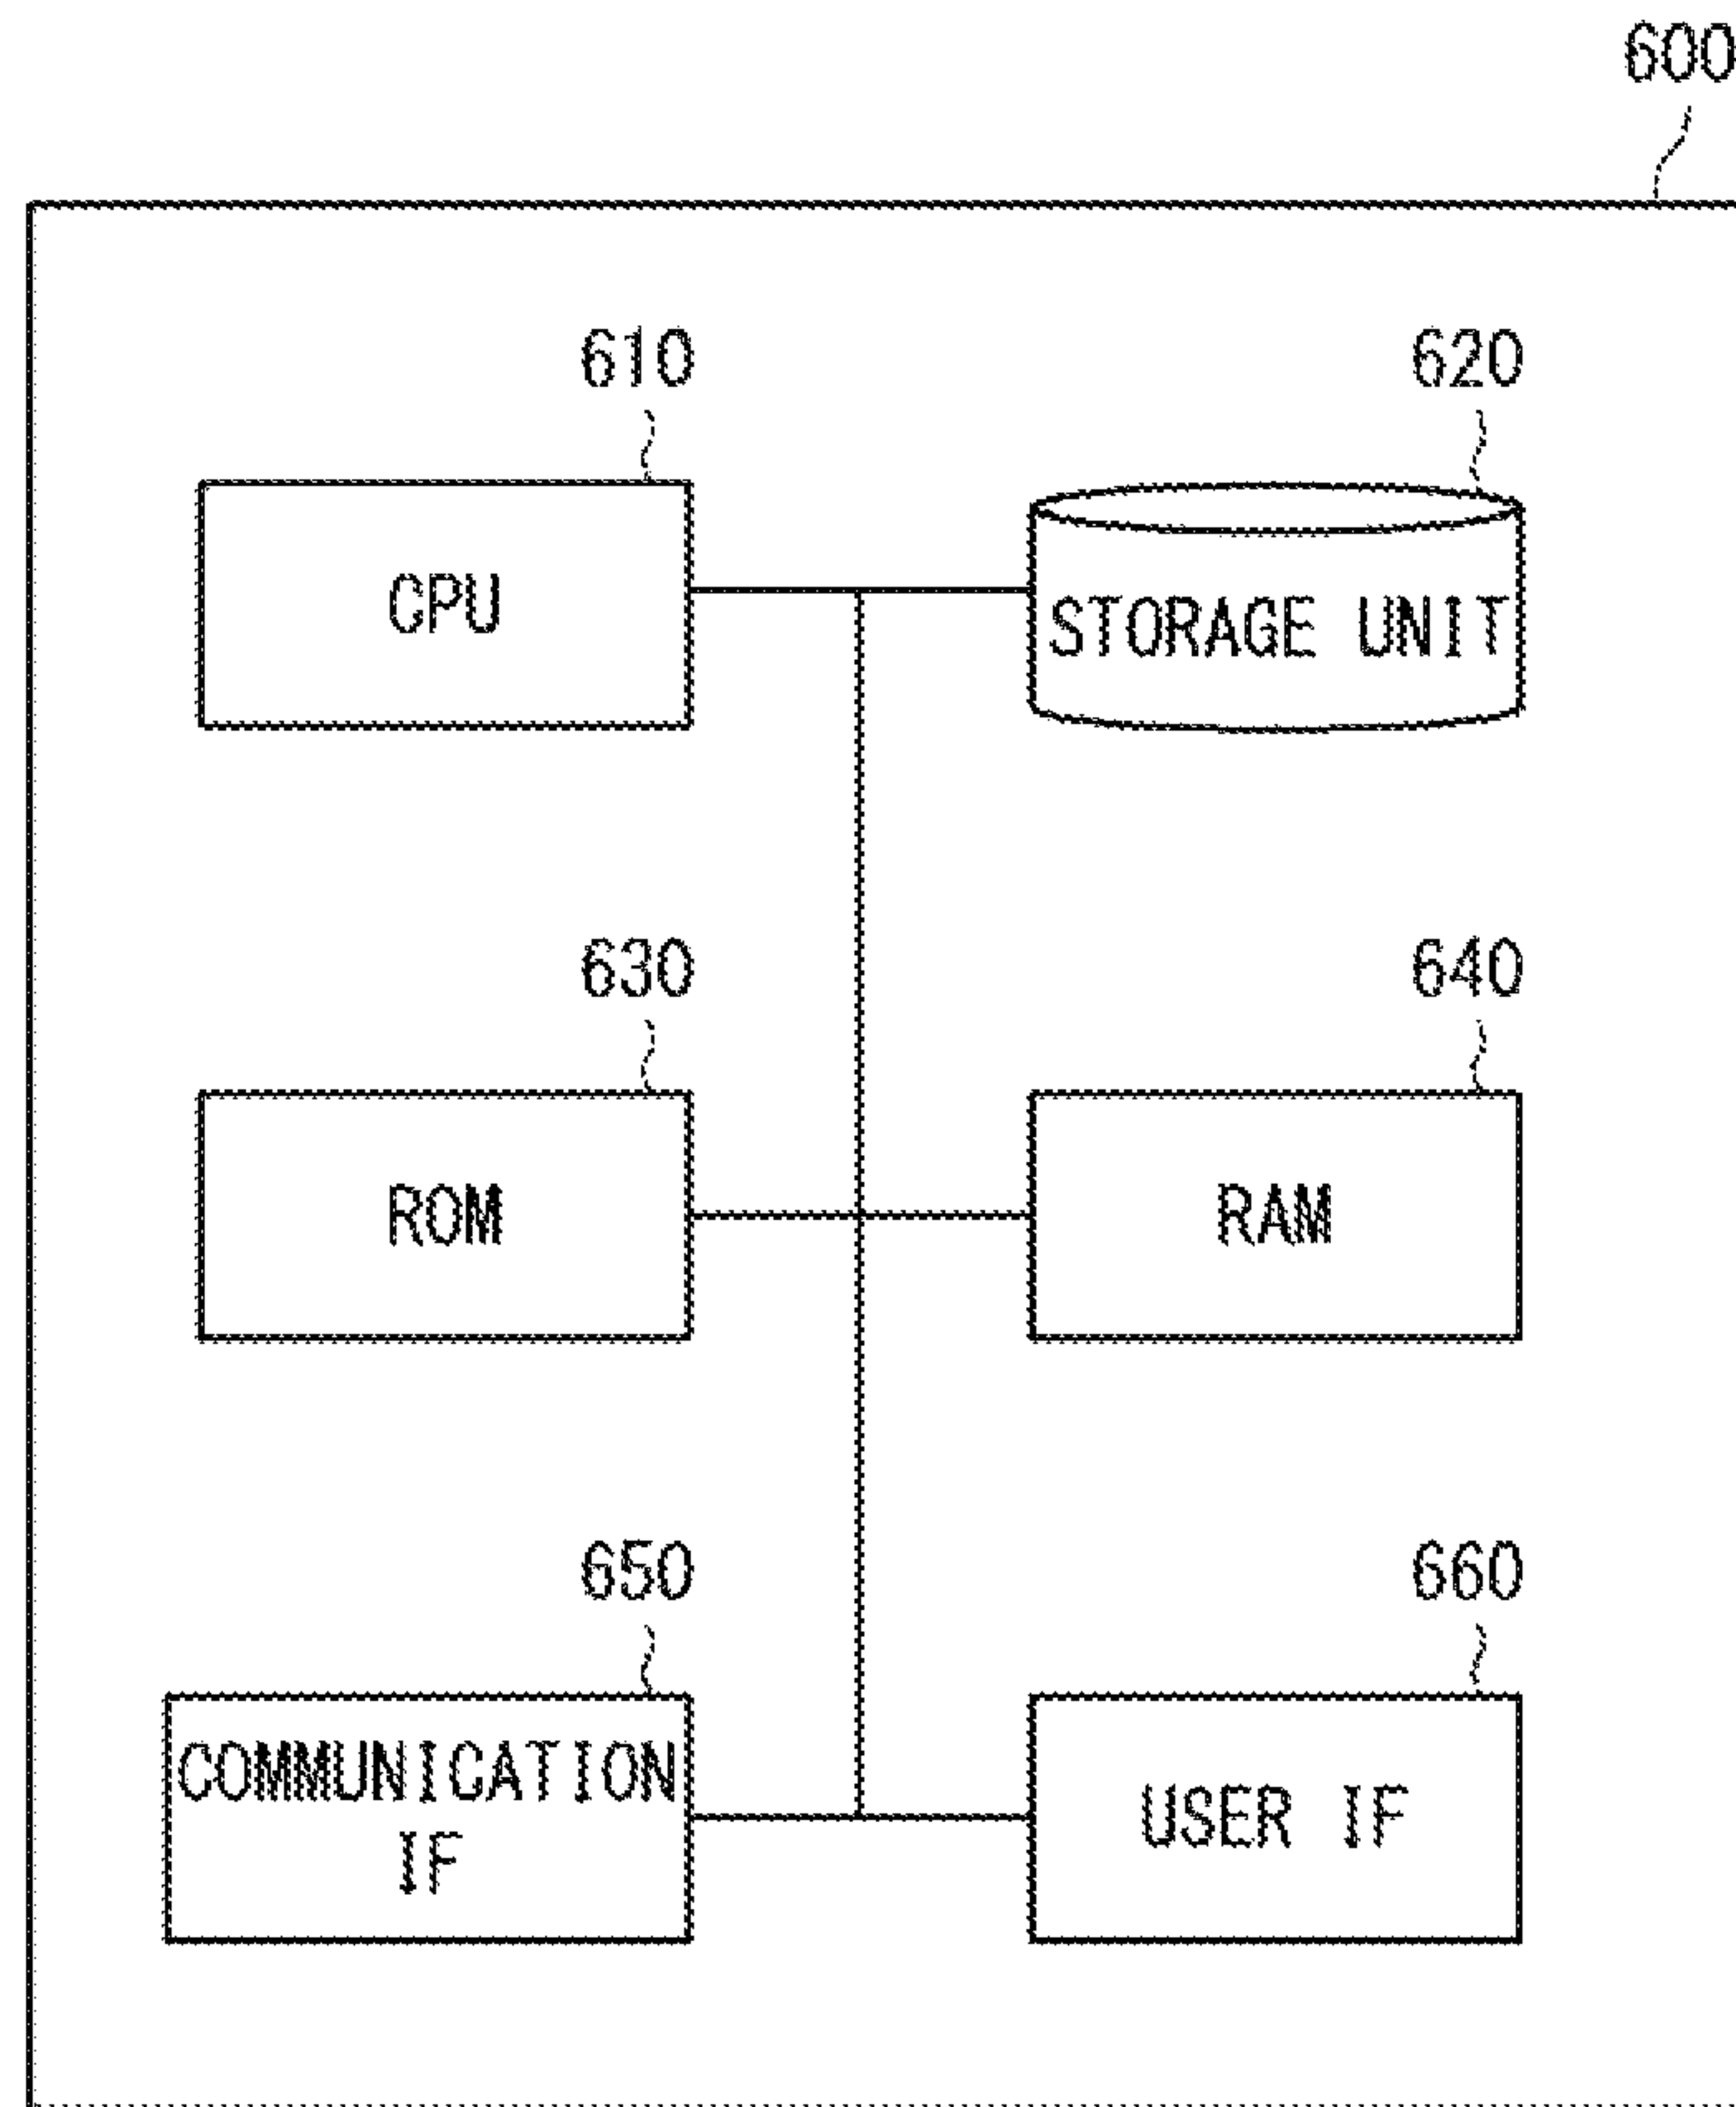 600
610
620
CPU
STORAGE UNIT
630
640
ROM
RAM
650
660
COMMUNICATION
IF
USER IF